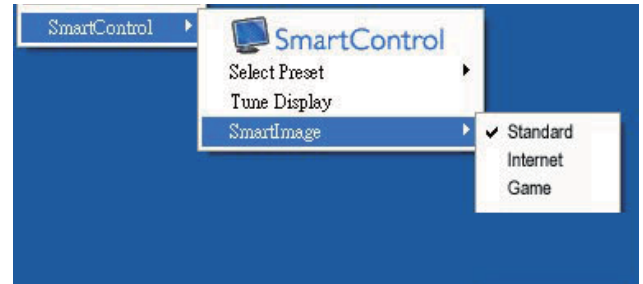 SmartControl
SmartControl
Select Preset
Tune Display
SmartImage
Standard
Internet
Game